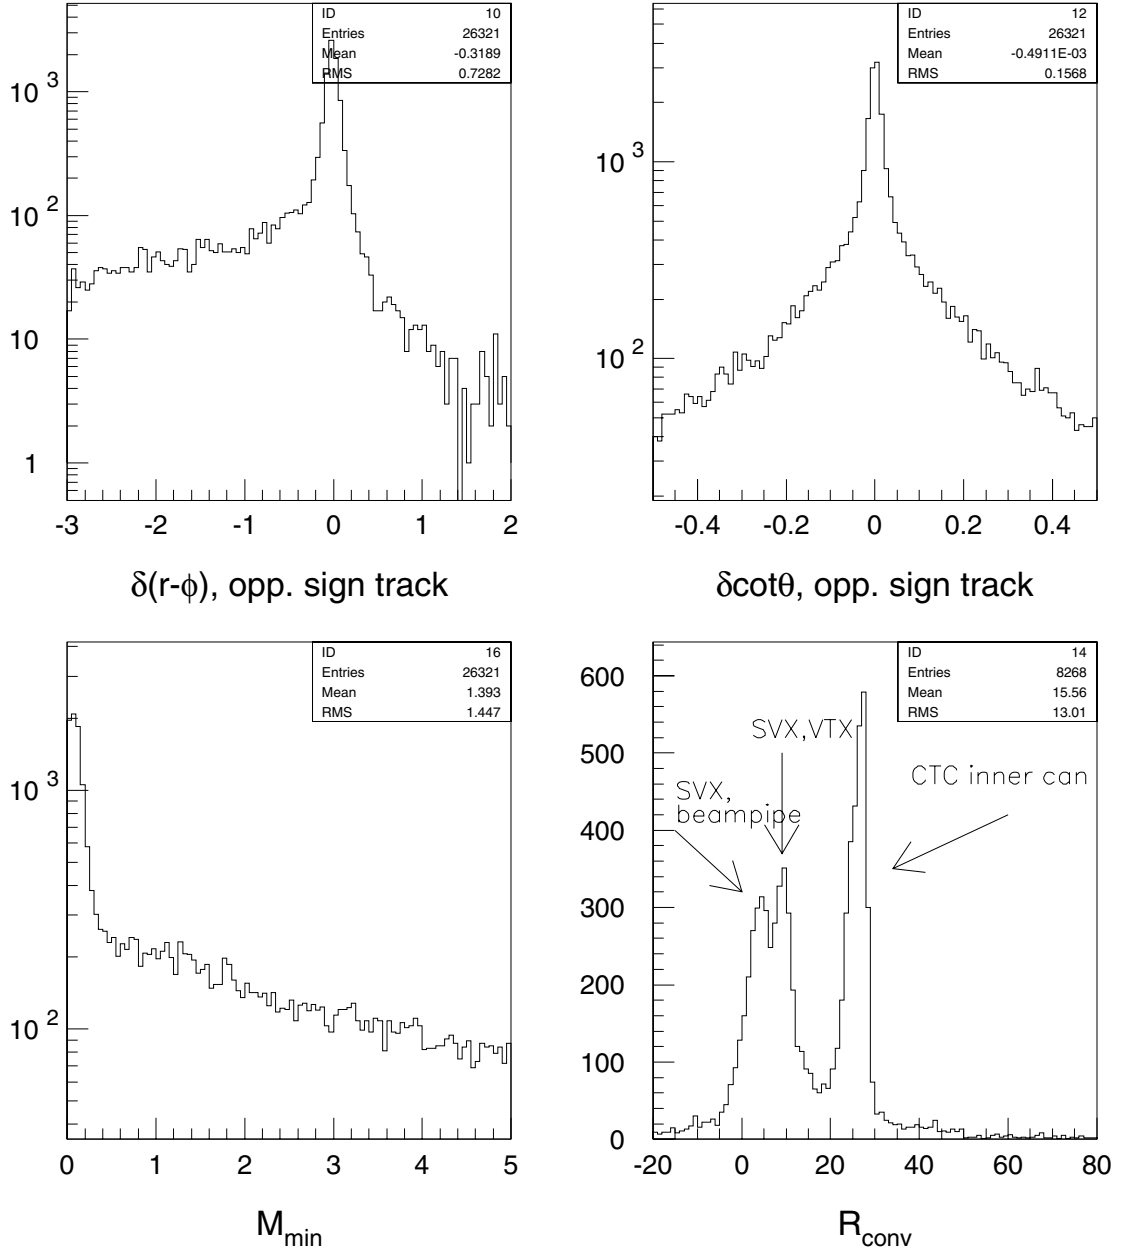 ID 10
Entries 26321
Mean -0.3189
RMS 0.7282
10 3
10 2
10
1
-3 -2 -1 0 1 2
δ(r-φ), opp. sign track
ID 12
Entries 26321
Mean -0.4911E-03
RMS 0.1568
10 3
10 2
-0.4 -0.2 0 0.2 0.4
δcotθ, opp. sign track
ID 16
Entries 26321
Mean 1.393
RMS 1.447
10 3
10 2
0 1 2 3 4 5
Mmin
ID 14
Entries 8268
Mean 15.56
RMS 13.01
600
500
400
300
200
100
0
SVX,VTX
CTC inner can
SVX,
beampipe
-20 0 20 40 60 80
Rconv